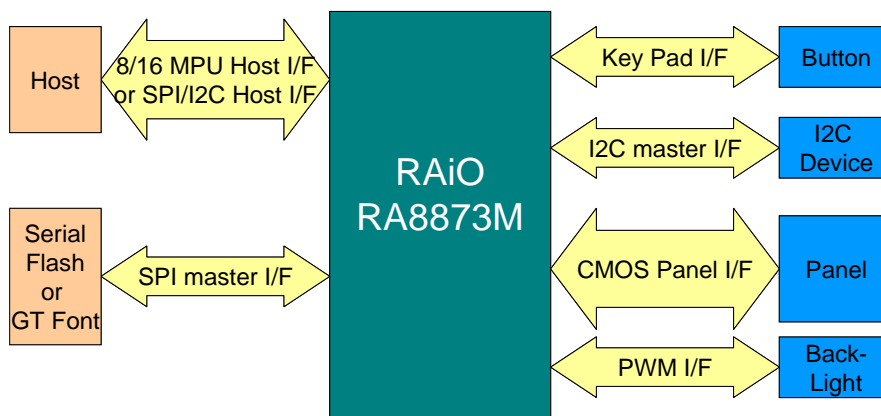 Host
8/16 MPU Host I/F
or SPI/I2C Host I/F
Serial
Flash
or
GT Font
SPI master I/F
RAiO
RA8873M
Key Pad I/F
Button
I2C master I/F
I2C
Device
CMOS Panel I/F
Panel
PWM I/F
Back-
Light